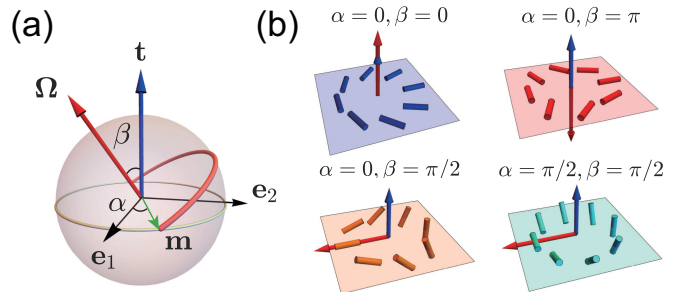 (a)
t
Ω
β
α
e₂
e₁
m
(b)
α = 0, β = 0
α = 0, β = π
α = 0, β = π/2
α = π/2, β = π/2